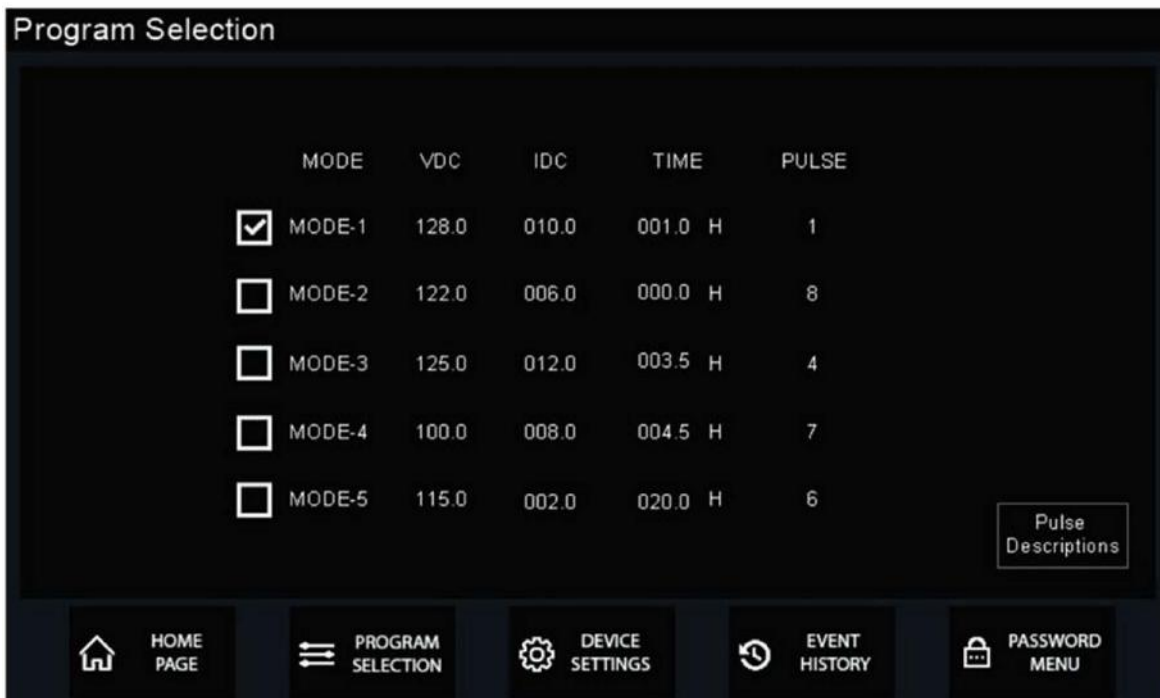 Program Selection
MODE VDC IDC TIME PULSE
MODE-1 128.0 010.0 001.0 H 1
MODE-2 122.0 006.0 000.0 H 8
MODE-3 125.0 012.0 003.5 H 4
MODE-4 100.0 008.0 004.5 H 7
MODE-5 115.0 002.0 020.0 H 6
Pulse
Descriptions
HOME
PAGE
PROGRAM
SELECTION
DEVICE
SETTINGS
EVENT
HISTORY
PASSWORD
MENU